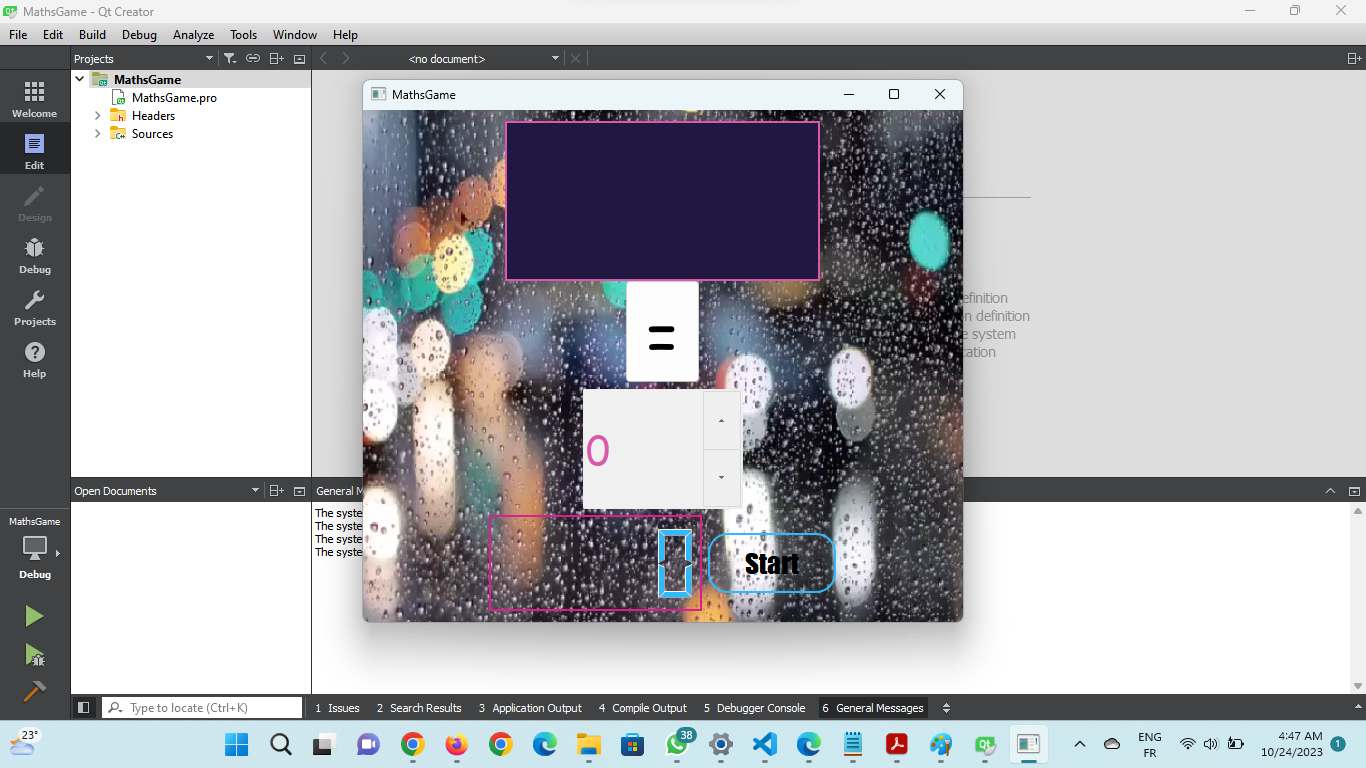 MathsGame - Qt Creator
File Edit Build Debug Analyze Tools Window Help
Projects
<no document>
MathsGame
MathsGame.pro
Headers
Sources
Welcome
Edit
Design
Debug
Projects
Help
MathsGame
=
0
0
Start
efinition
n definition
e system
cation
Open Documents
General M
The syste
The syste
The syste
The syste
MathsGame
Debug
Type to locate (Ctrl+K)
1 Issues 2 Search Results 3 Application Output 4 Compile Output 5 Debugger Console 6 General Messages
23°
38
ENG
FR
4:47 AM
10/24/2023
1